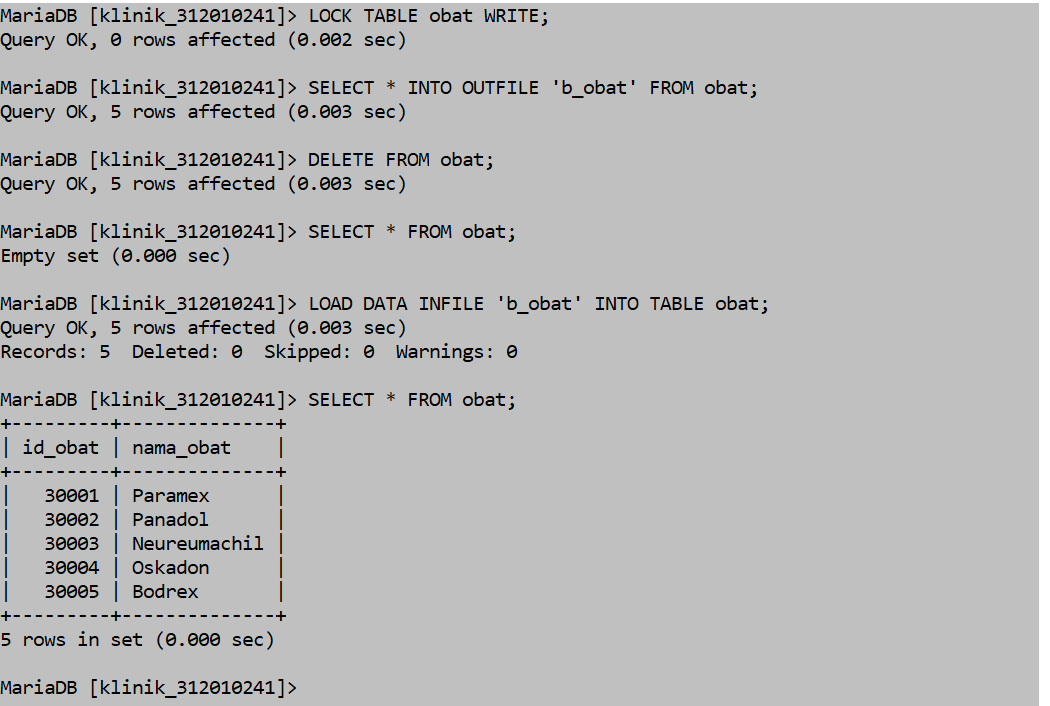 MariaDB [klinik_312010241]> LOCK TABLE obat WRITE;
Query OK, 0 rows affected (0.002 sec)

MariaDB [klinik_312010241]> SELECT * INTO OUTFILE 'b_obat' FROM obat;
Query OK, 5 rows affected (0.003 sec)

MariaDB [klinik_312010241]> DELETE FROM obat;
Query OK, 5 rows affected (0.003 sec)

MariaDB [klinik_312010241]> SELECT * FROM obat;
Empty set (0.000 sec)

MariaDB [klinik_312010241]> LOAD DATA INFILE 'b_obat' INTO TABLE obat;
Query OK, 5 rows affected (0.003 sec)
Records: 5  Deleted: 0  Skipped: 0  Warnings: 0

MariaDB [klinik_312010241]> SELECT * FROM obat;
+---------+--------------+
| id_obat | nama_obat    |
+---------+--------------+
|   30001 | Paramex      |
|   30002 | Panadol      |
|   30003 | Neureumachil |
|   30004 | Oskadon      |
|   30005 | Bodrex       |
+---------+--------------+
5 rows in set (0.000 sec)

MariaDB [klinik_312010241]>